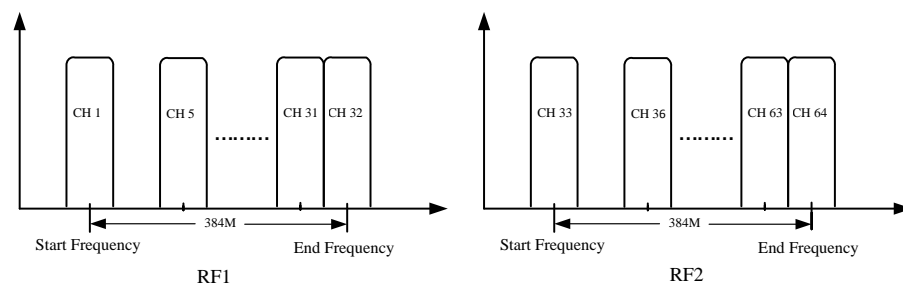 CH 1
CH 5
………
CH 31
CH 32
384M
Start Frequency
End Frequency
RF1
CH 33
CH 36
………
CH 63
CH 64
384M
Start Frequency
End Frequency
RF2